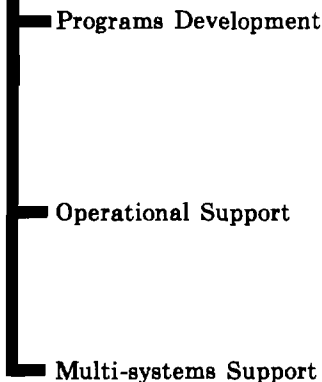 Programs Development
Operational Support
Multi-systems Support